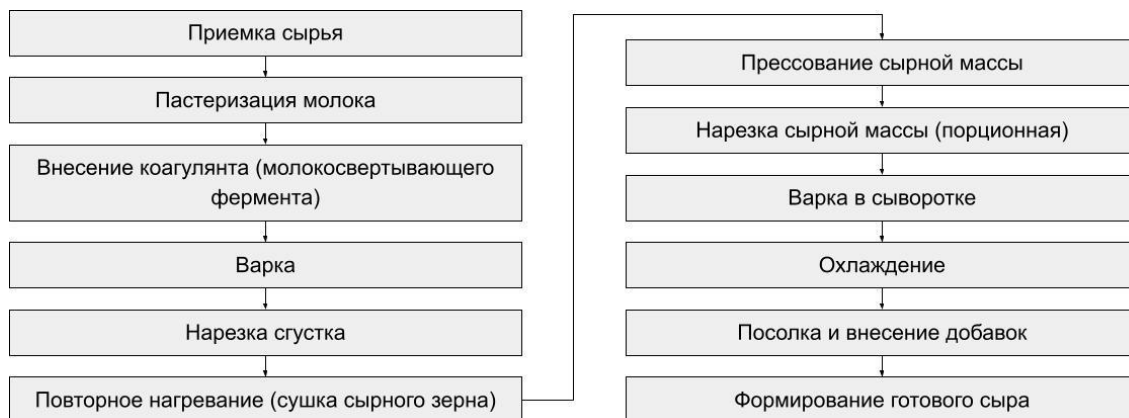 Приемка сырья
Пастеризация молока
Внесение коагулянта (молокосвертывающего
фермента)
Варка
Нарезка сгустка
Повторное нагревание (сушка сырного зерна)
Прессование сырной массы
Нарезка сырной массы (порционная)
Варка в сыворотке
Охлаждение
Посолка и внесение добавок
Формирование готового сыра